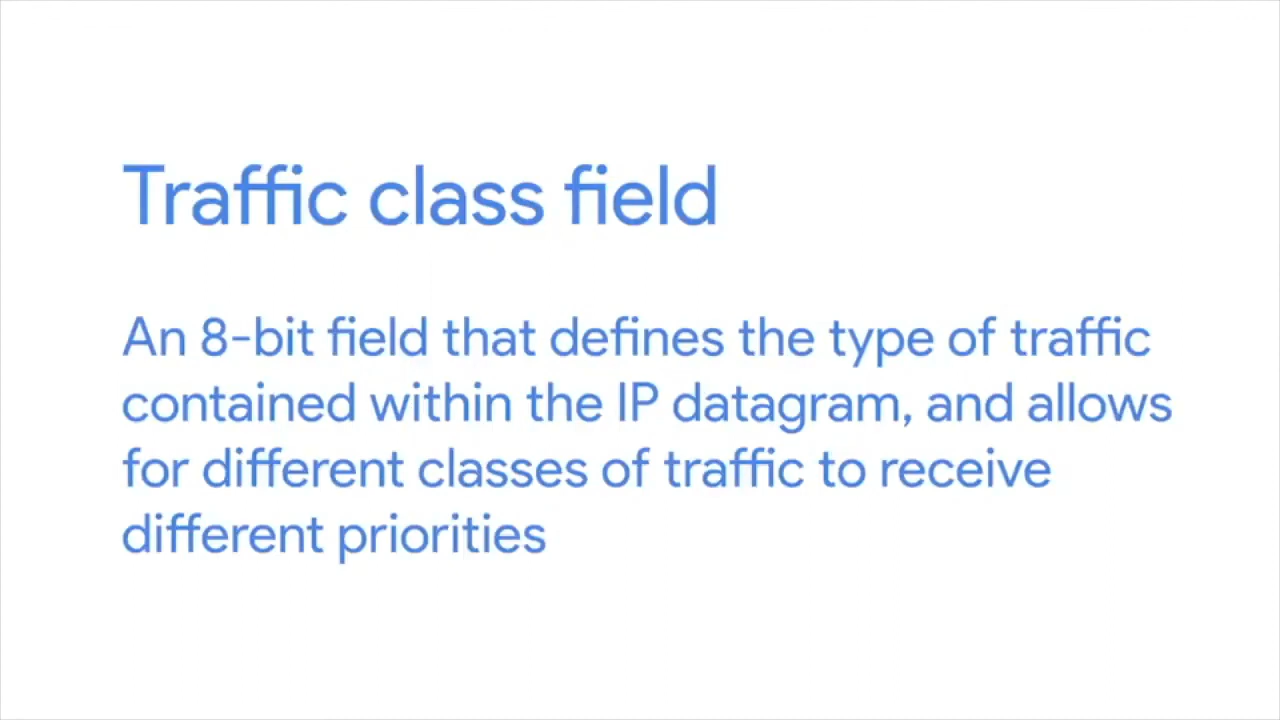 Traffic class field
An 8-bit field that defines the type of traffic
contained within the IP datagram, and allows
for different classes of traffic to receive
different priorities